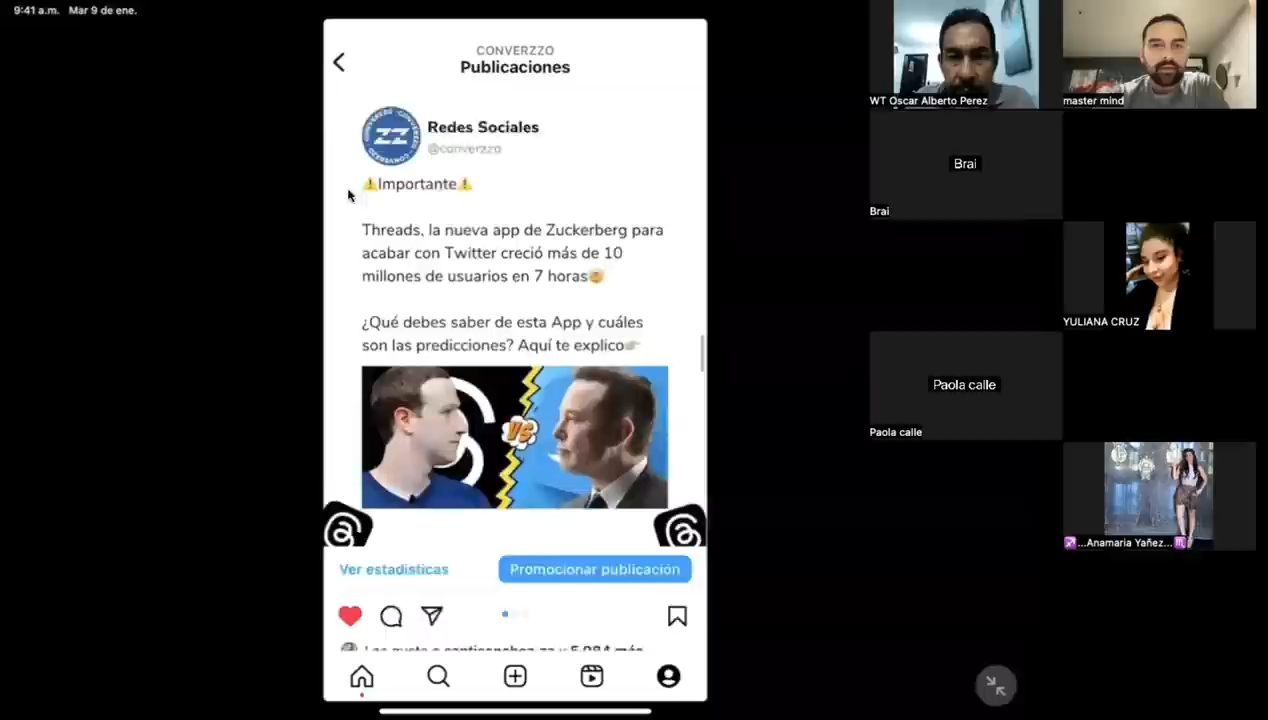 9:41 a.m. Mar 9 de ene.
CONVERZZO
Publicaciones
Redes Sociales
@converzzo
⚠️Importante⚠️
Threads, la nueva app de Zuckerberg para
acabar con Twitter creció más de 10
millones de usuarios en 7 horas
¿Qué debes saber de esta App y cuáles
son las predicciones? Aquí te explico
VS
Ver estadísticas
Promocionar publicación
WT Oscar Alberto Perez
master mind
Brai
Brai
YULIANA CRUZ
Paola calle
Paola calle
♐...Anamaria Yañez...♏